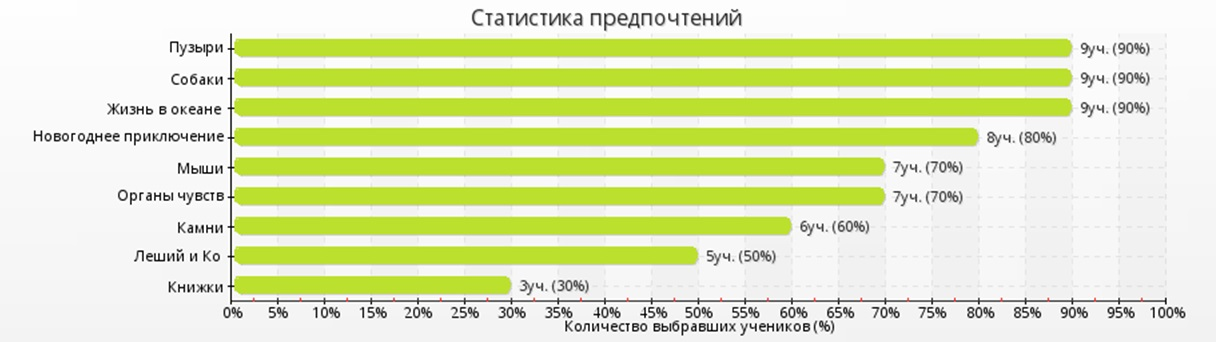 Статистика предпочтений
Пузыри 9уч. (90%)
Собаки 9уч. (90%)
Жизнь в океане 9уч. (90%)
Новогоднее приключение 8уч. (80%)
Мыши 7уч. (70%)
Органы чувств 7уч. (70%)
Камни 6уч. (60%)
Леший и Ко 5уч. (50%)
Книжки 3уч. (30%)
0% 5% 10% 15% 20% 25% 30% 35% 40% 45% 50% 55% 60% 65% 70% 75% 80% 85% 90% 95% 100%
Количество выбравших учеников (%)